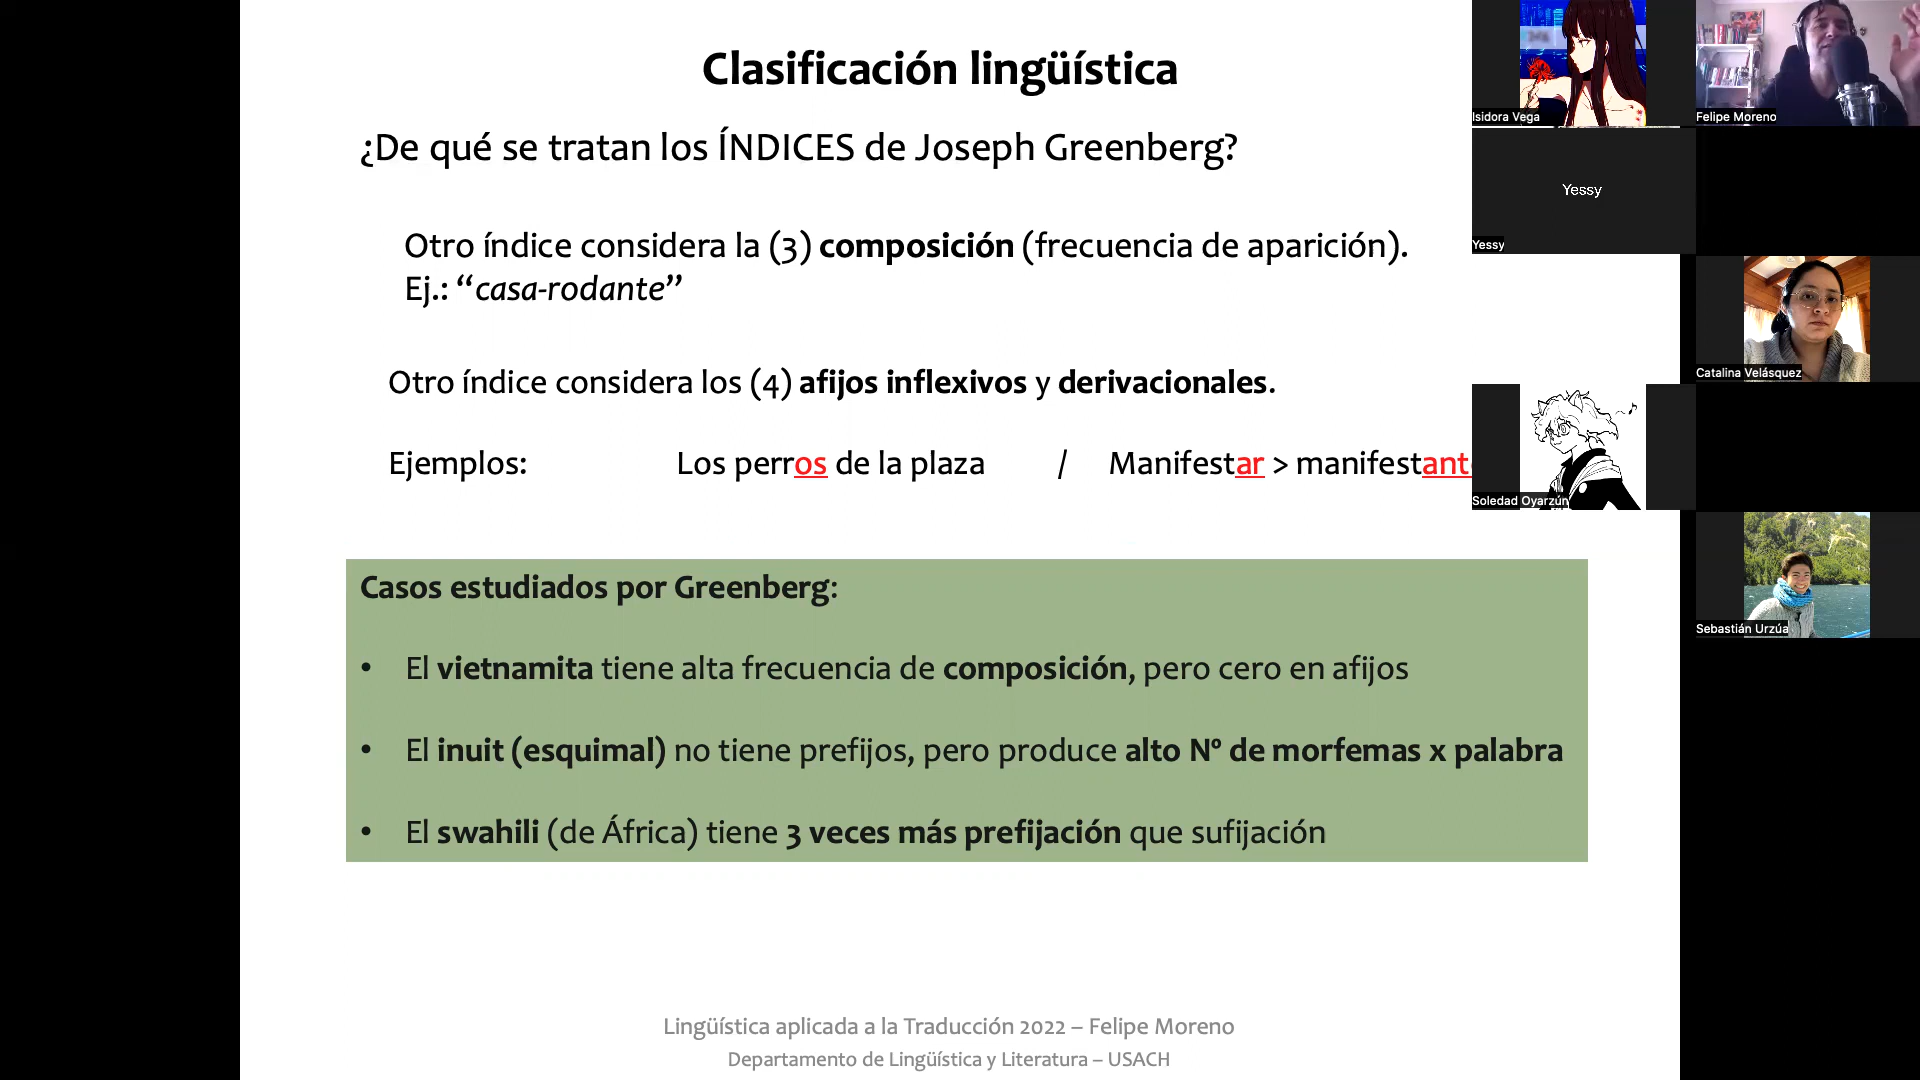 Clasificación lingüística
¿De qué se tratan los ÍNDICES de Joseph Greenberg?
Otro índice considera la (3) composición (frecuencia de aparición).
Ej.: “casa-rodante”
Otro índice considera los (4) afijos inflexivos y derivacionales.
Ejemplos: Los perros de la plaza / Manifestar > manifestant
Casos estudiados por Greenberg:
• El vietnamita tiene alta frecuencia de composición, pero cero en afijos
• El inuit (esquimal) no tiene prefijos, pero produce alto Nº de morfemas x palabra
• El swahili (de África) tiene 3 veces más prefijación que sufijación
Lingüística aplicada a la Traducción 2022 – Felipe Moreno
Departamento de Lingüística y Literatura – USACH
Isidora Vega
Felipe Moreno
Yessy
Yessy
Catalina Velásquez
Soledad Oyarzún
Sebastián Urzúa